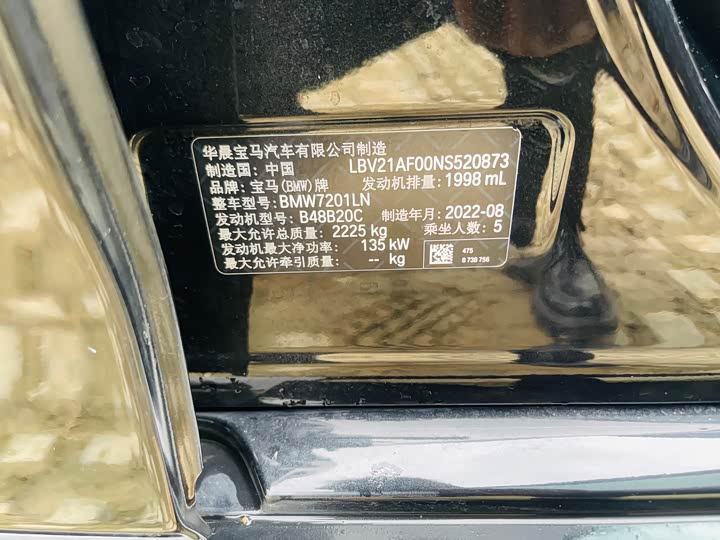 华晨宝马汽车有限公司制造
制造国: 中国 LBV21AF00NS520873
品牌: 宝马(BMW)牌 发动机排量: 1998 mL
整车型号: BMW7201LN
发动机型号: B48B20C 制造年月: 2022-08
最大允许总质量: 2225 kg 乘坐人数: 5
发动机最大净功率: 135 kW
最大允许牵引质量: -- kg
475
8 738 756